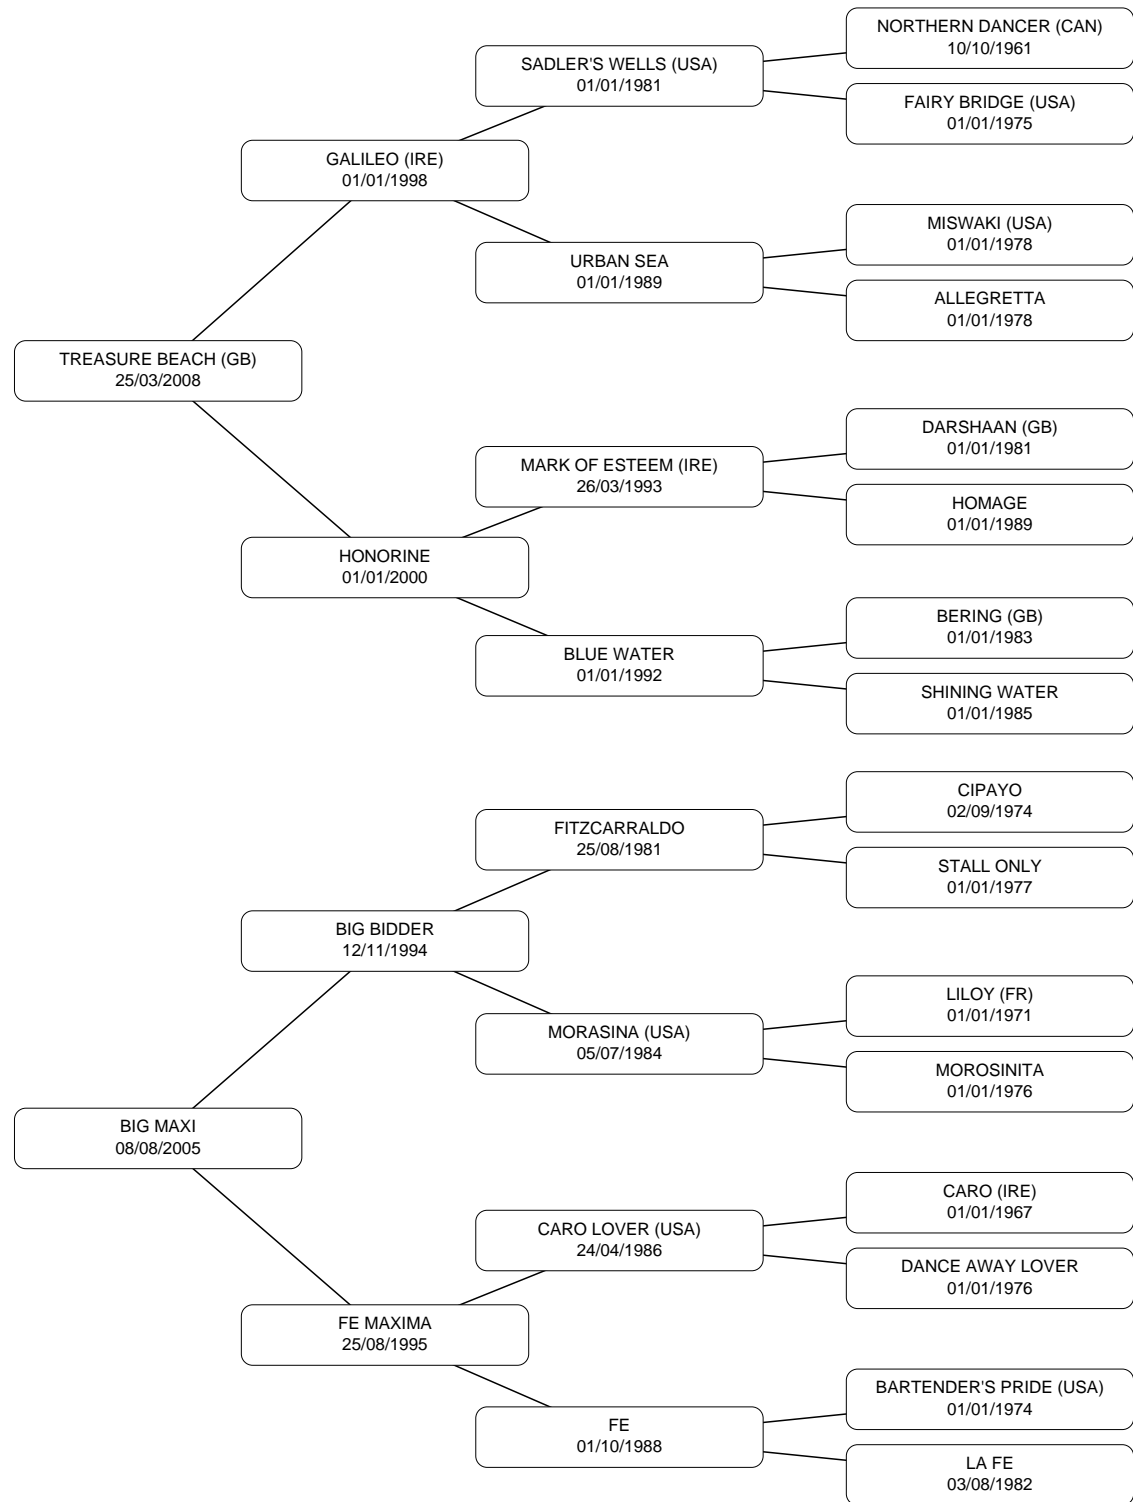 NORTHERN DANCER (CAN)
10/10/1961
SADLER'S WELLS (USA)
01/01/1981
FAIRY BRIDGE (USA)
01/01/1975
GALILEO (IRE)
01/01/1998
MISWAKI (USA)
01/01/1978
URBAN SEA
01/01/1989
ALLEGRETTA
01/01/1978
TREASURE BEACH (GB)
25/03/2008
DARSHAAN (GB)
01/01/1981
MARK OF ESTEEM (IRE)
26/03/1993
HOMAGE
01/01/1989
HONORINE
01/01/2000
BERING (GB)
01/01/1983
BLUE WATER
01/01/1992
SHINING WATER
01/01/1985
CIPAYO
02/09/1974
FITZCARRALDO
25/08/1981
STALL ONLY
01/01/1977
BIG BIDDER
12/11/1994
LILOY (FR)
01/01/1971
MORASINA (USA)
05/07/1984
MOROSINITA
01/01/1976
BIG MAXI
08/08/2005
CARO (IRE)
01/01/1967
CARO LOVER (USA)
24/04/1986
DANCE AWAY LOVER
01/01/1976
FE MAXIMA
25/08/1995
BARTENDER'S PRIDE (USA)
01/01/1974
FE
01/10/1988
LA FE
03/08/1982